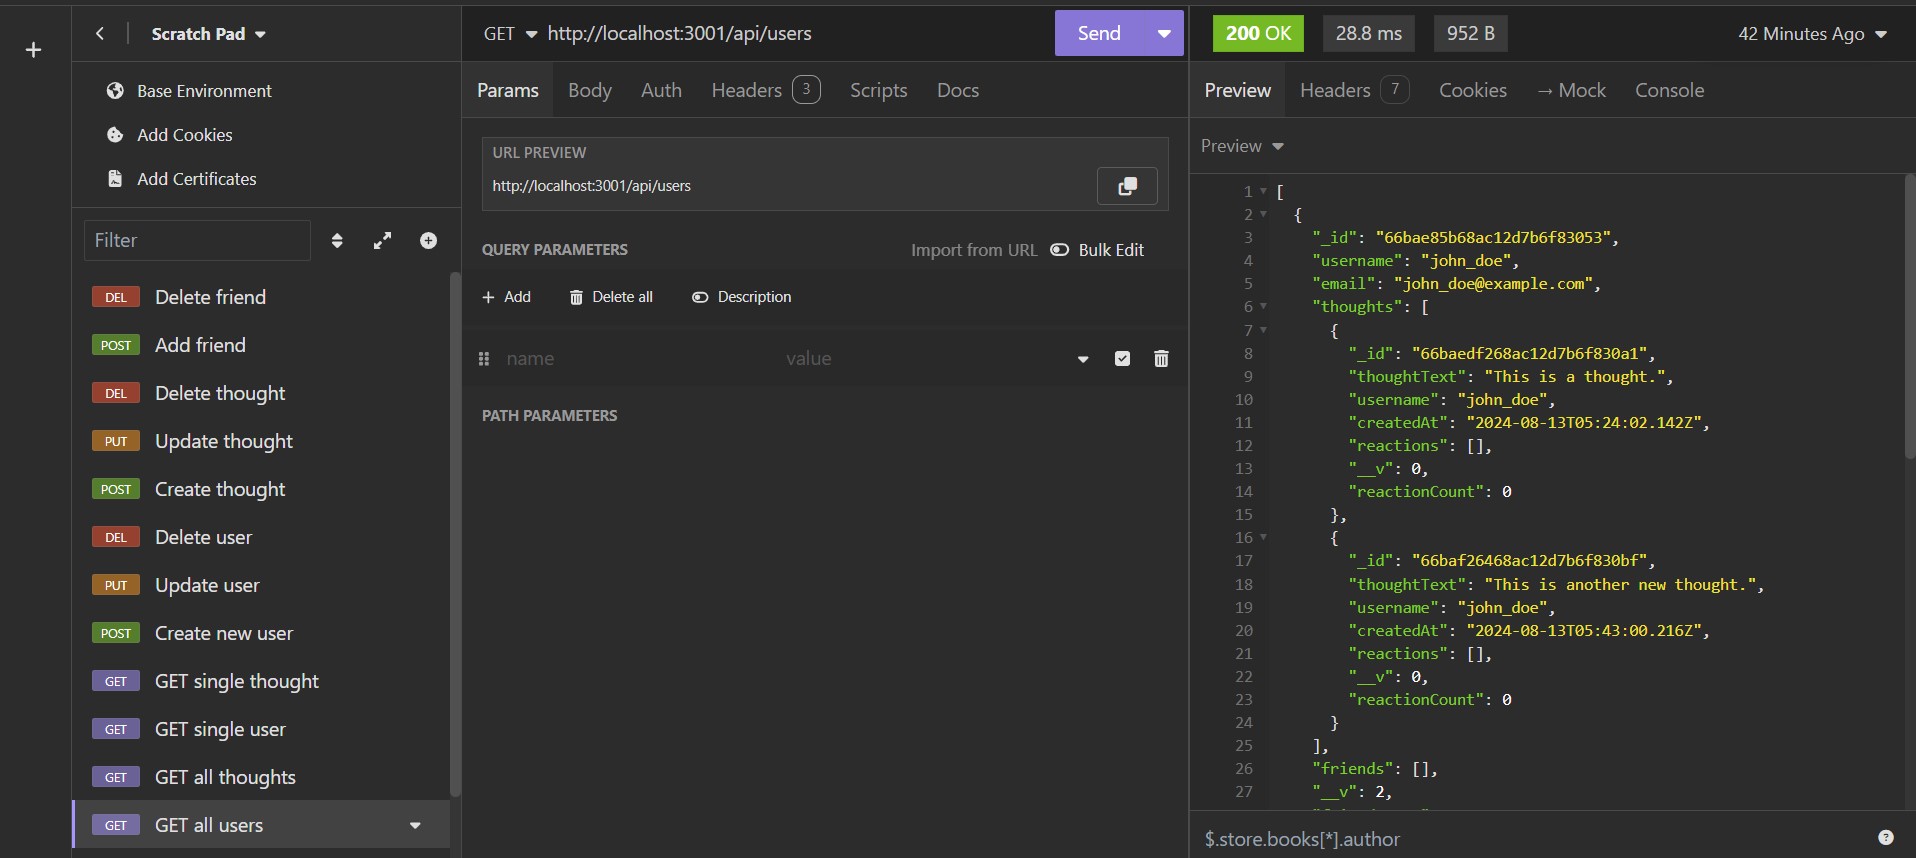 Scratch Pad
Base Environment
Add Cookies
Add Certificates
Filter
DEL Delete friend
POST Add friend
DEL Delete thought
PUT Update thought
POST Create thought
DEL Delete user
PUT Update user
POST Create new user
GET GET single thought
GET GET single user
GET GET all thoughts
GET GET all users
GET http://localhost:3001/api/users Send
Params Body Auth Headers 3 Scripts Docs
URL PREVIEW
http://localhost:3001/api/users
QUERY PARAMETERS Import from URL Bulk Edit
+ Add Delete all Description
name value
PATH PARAMETERS
200 OK 28.8 ms 952 B 42 Minutes Ago
Preview Headers 7 Cookies → Mock Console
Preview
1 [
2 {
3 "_id": "66bae85b68ac12d7b6f83053",
4 "username": "john_doe",
5 "email": "john_doe@example.com",
6 "thoughts": [
7 {
8 "_id": "66baedf268ac12d7b6f830a1",
9 "thoughtText": "This is a thought.",
10 "username": "john_doe",
11 "createdAt": "2024-08-13T05:24:02.142Z",
12 "reactions": [],
13 "__v": 0,
14 "reactionCount": 0
15 },
16 {
17 "_id": "66baf26468ac12d7b6f830bf",
18 "thoughtText": "This is another new thought.",
19 "username": "john_doe",
20 "createdAt": "2024-08-13T05:43:00.216Z",
21 "reactions": [],
22 "__v": 0,
23 "reactionCount": 0
24 }
25 ],
26 "friends": [],
27 "__v": 2,
$.store.books[*].author